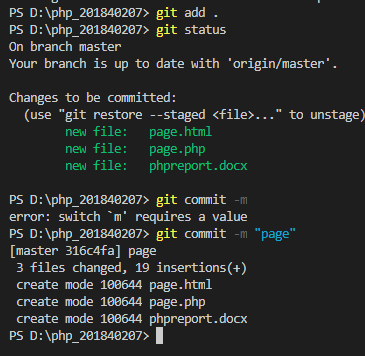 PS D:\php_201840207> git add .
PS D:\php_201840207> git status
On branch master
Your branch is up to date with 'origin/master'.
Changes to be committed:
  (use "git restore --staged <file>..." to unstage)
        new file:   page.html
        new file:   page.php
        new file:   phpreport.docx
PS D:\php_201840207> git commit -m
error: switch `m' requires a value
PS D:\php_201840207> git commit -m "page"
[master 316c4fa] page
 3 files changed, 19 insertions(+)
 create mode 100644 page.html
 create mode 100644 page.php
 create mode 100644 phpreport.docx
PS D:\php_201840207>